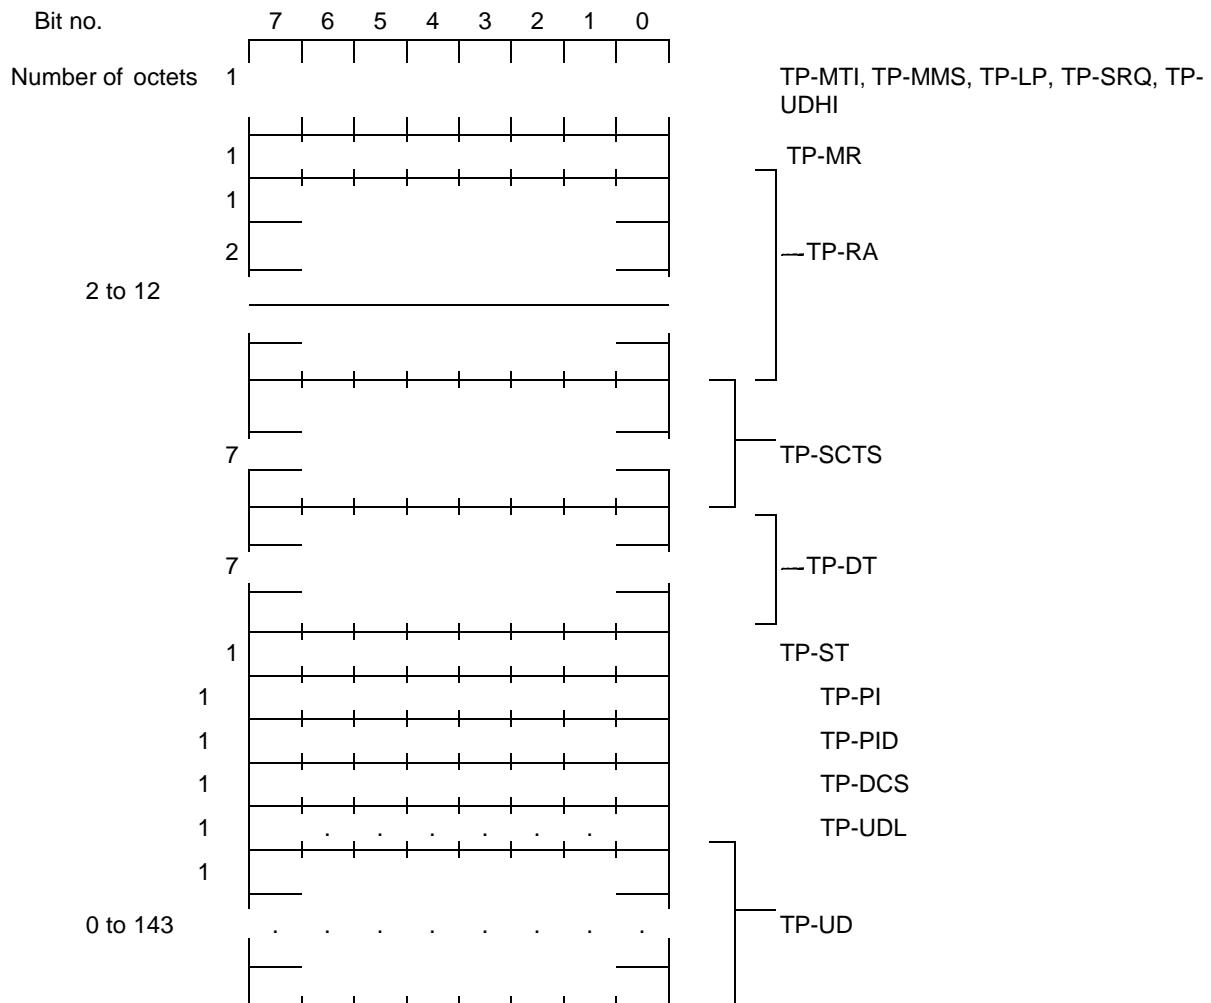 Bit no. 7 6 5 4 3 2 1 0
Number of octets 1 TP-MTI, TP-MMS, TP-LP, TP-SRQ, TP-
UDHI
1 TP-MR
1
2 TP-RA
2 to 12
7 TP-SCTS
7 TP-DT
1 TP-ST
1 TP-PI
1 TP-PID
1 TP-DCS
1 . . . . . . TP-UDL
1
0 to 143 . . . . . . . . TP-UD